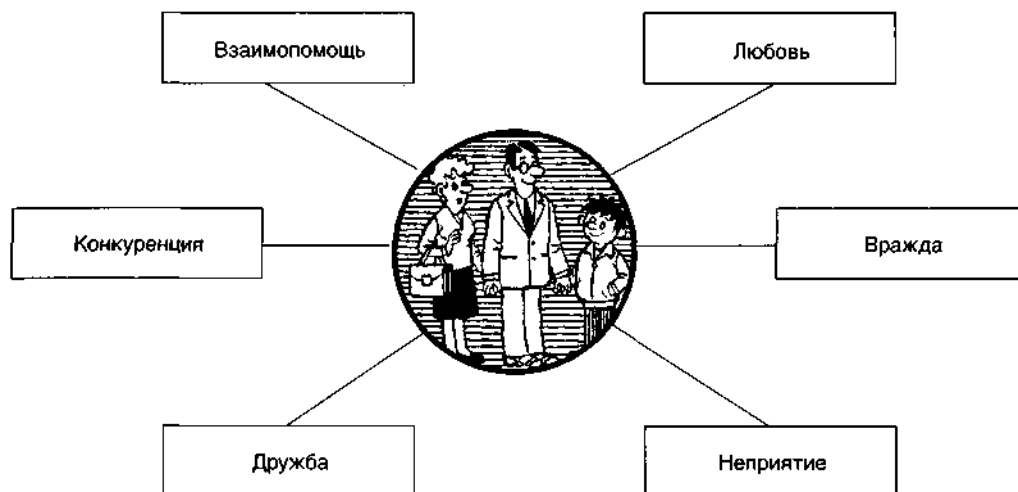 Взаимопомощь
Любовь
Конкуренция
Вражда
Дружба
Неприятие